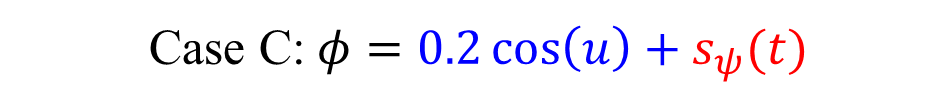 Case C: 𝜙 = 0.2 cos(𝑢) + 𝑠_𝜓(𝑡)